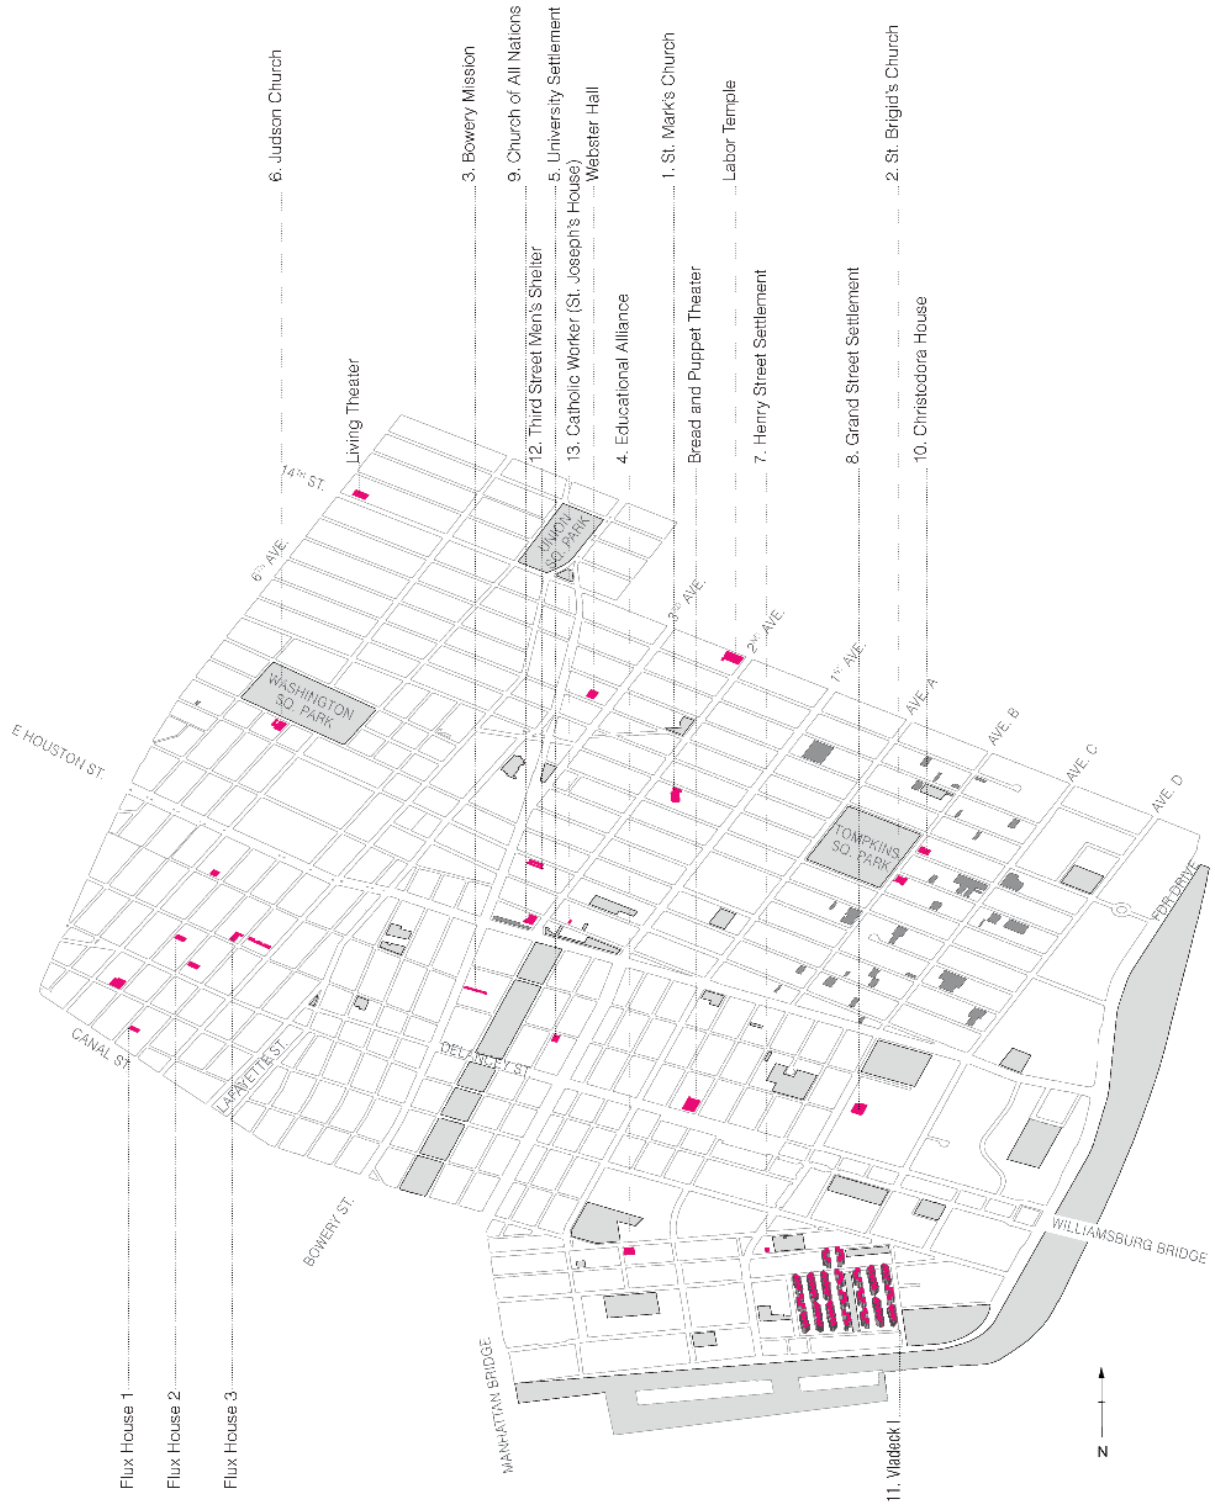 6. Judson Church
3. Bowery Mission
9. Church of All Nations
5. University Settlement
Webster Hall
1. St. Mark's Church
Labor Temple
2. St. Brigid's Church
Living Theater
12. Third Street Men's Shelter
13. Catholic Worker (St. Joseph's House)
4. Educational Alliance
Bread and Puppet Theater
7. Henry Street Settlement
8. Grand Street Settlement
10. Christodora House
14TH ST.
6TH AVE.
UNION
SQ. PARK
3RD AVE.
2ND AVE.
1ST AVE.
AVE. A
AVE. B
AVE. C
AVE. D
WASHINGTON
SQ. PARK
E HOUSTON ST.
TOMPKINS
SQ. PARK
FDR DRIVE
CANAL ST.
LAFAYETTE ST.
DELANCEY ST.
BOWERY ST.
WILLIAMSBURG BRIDGE
MANHATTAN BRIDGE
Flux House 1
Flux House 2
Flux House 3
11. Vladeck I
N